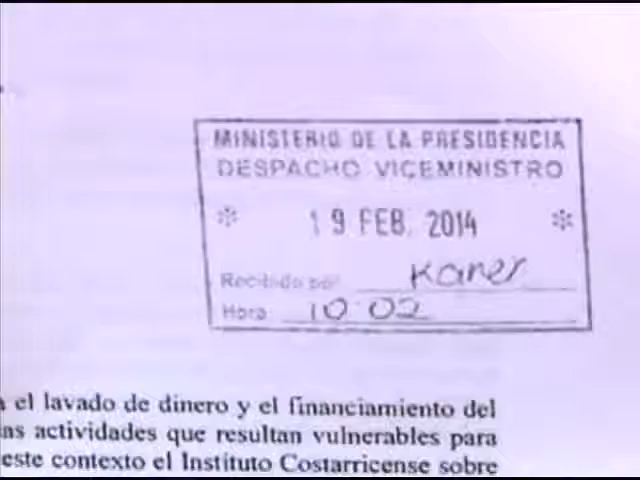 MINISTERIO DE LA PRESIDENCIA
DESPACHO VICEMINISTRO
* 19 FEB. 2014 *
Recibido por Karer
Hora 10:02
el lavado de dinero y el financiamiento del
as actividades que resultan vulnerables para
este contexto el Instituto Costarricense sobre